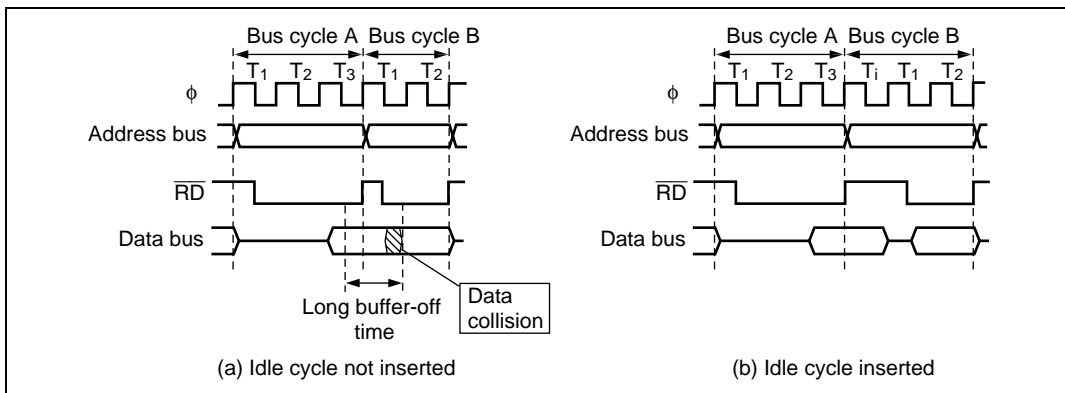 Bus cycle A Bus cycle B
T1 T2 T3 T1 T2
ϕ
Address bus
RD
Data bus
Long buffer-off
time
Data
collision
(a) Idle cycle not inserted
Bus cycle A Bus cycle B
T1 T2 T3 Ti T1 T2
ϕ
Address bus
RD
Data bus
(b) Idle cycle inserted